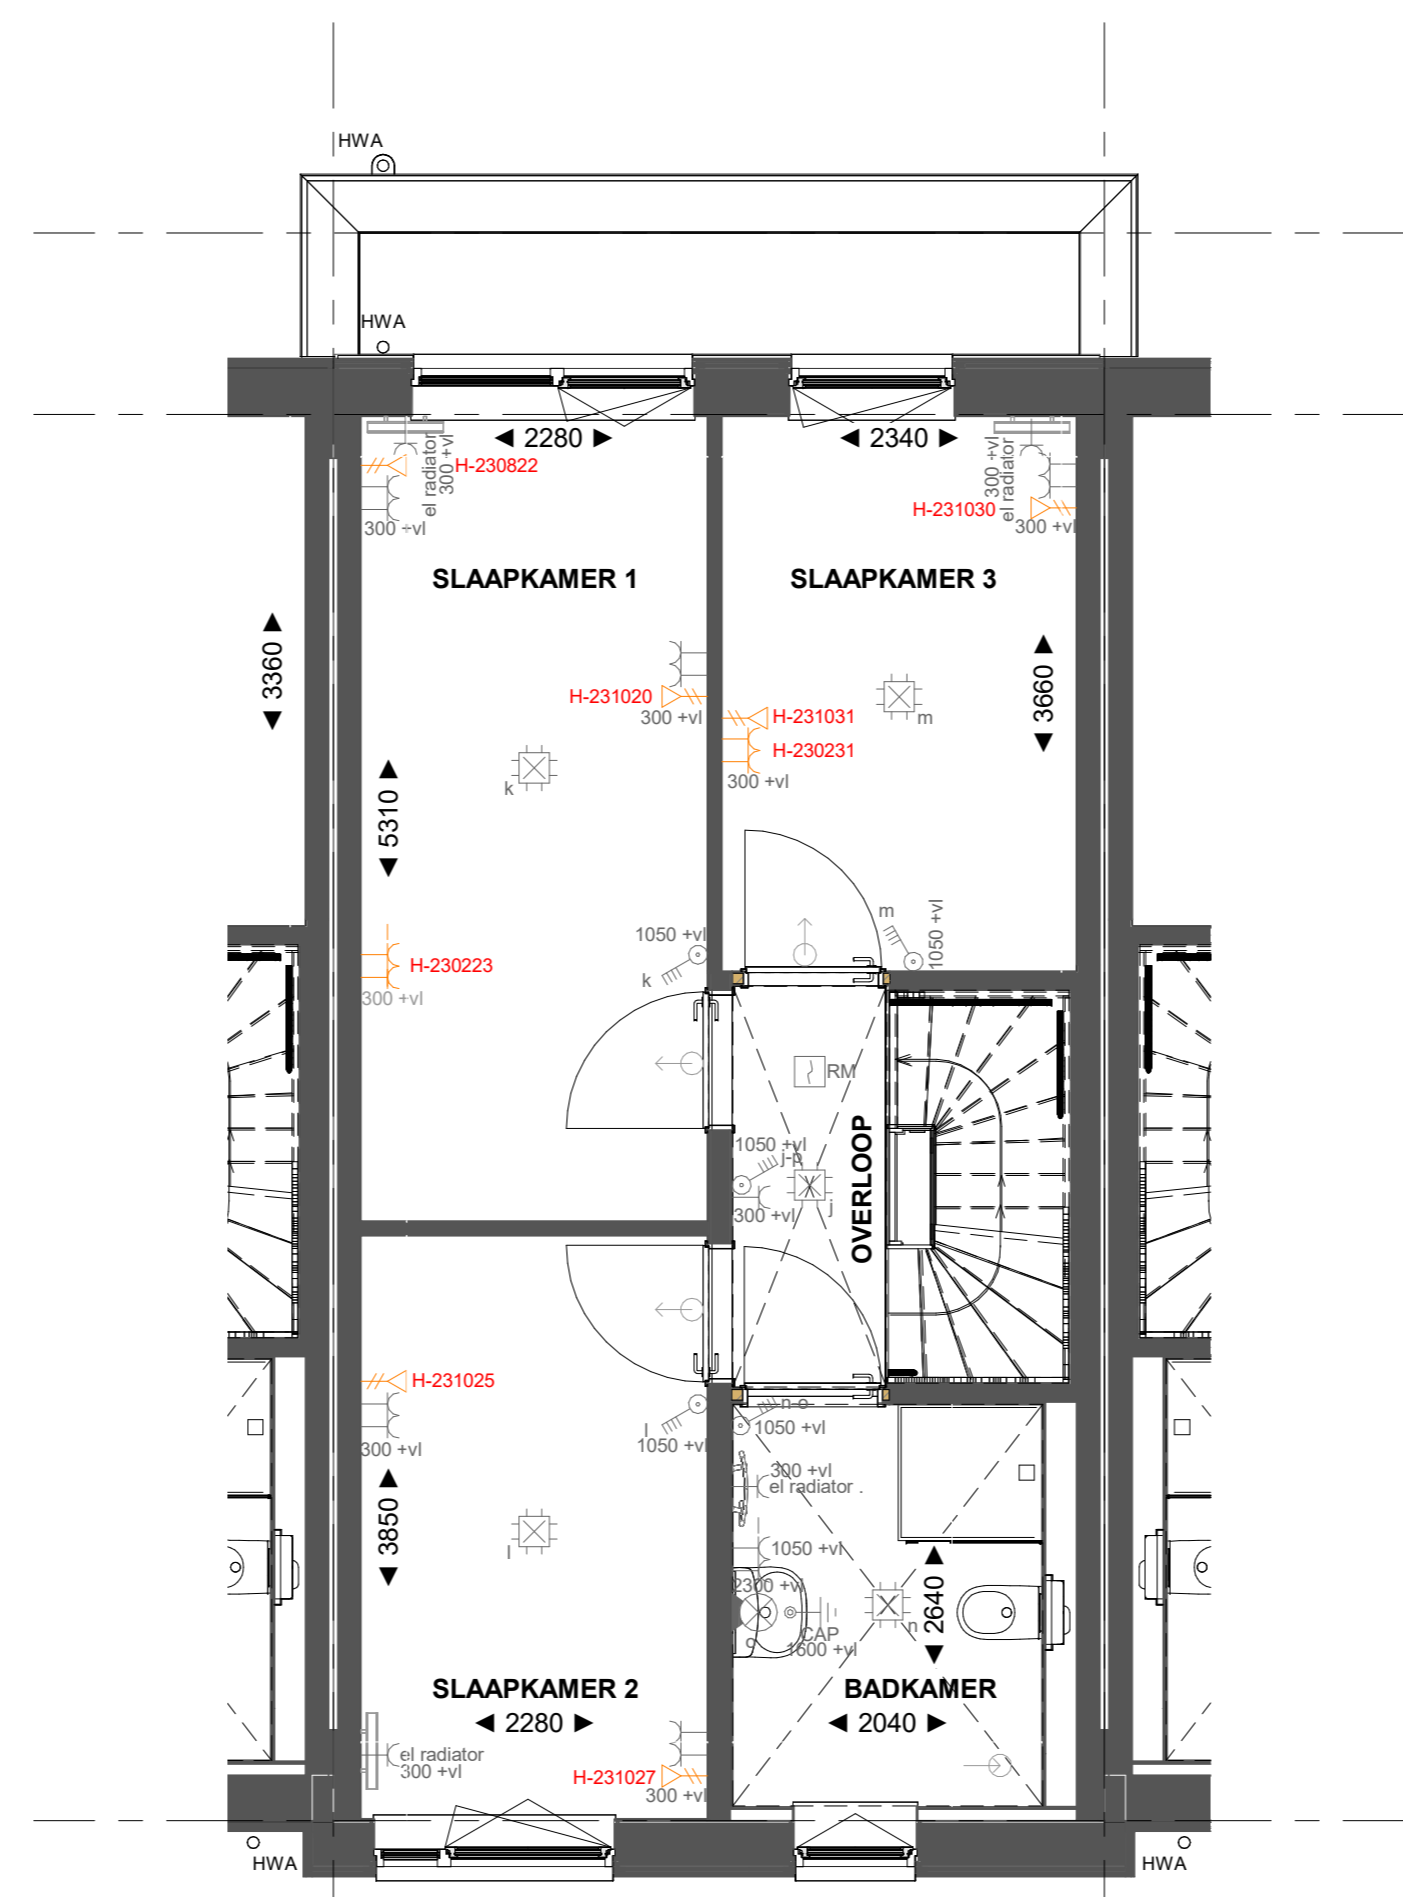 HWA
HWA
◄ 2280 ►
◄ 2340 ►
H-230822
el radiator
300 +vl
300 +vl
300 +vl
el radiator
H-231030
300 +vl
SLAAPKAMER 1
SLAAPKAMER 3
◄ 3360 ►
◄ 3660 ►
H-231020
300 +vl
m
H-231031
H-230231
300 +vl
k
◄ 5310 ►
m
1050 +vl
1050 +vl
k
H-230223
300 +vl
RM
1050 +vl
j-p
j
300 +vl
OVERLOOP
H-231025
300 +vl
l
1050 +vl
n-o
1050 +vl
300 +vl
el radiator .
◄ 3850 ►
l
1050 +vl
2300 +vl
n
◄ 2640 ►
CAP
o
1600 +vl
SLAAPKAMER 2
◄ 2280 ►
BADKAMER
◄ 2040 ►
el radiator
300 +vl
H-231027
300 +vl
HWA
HWA